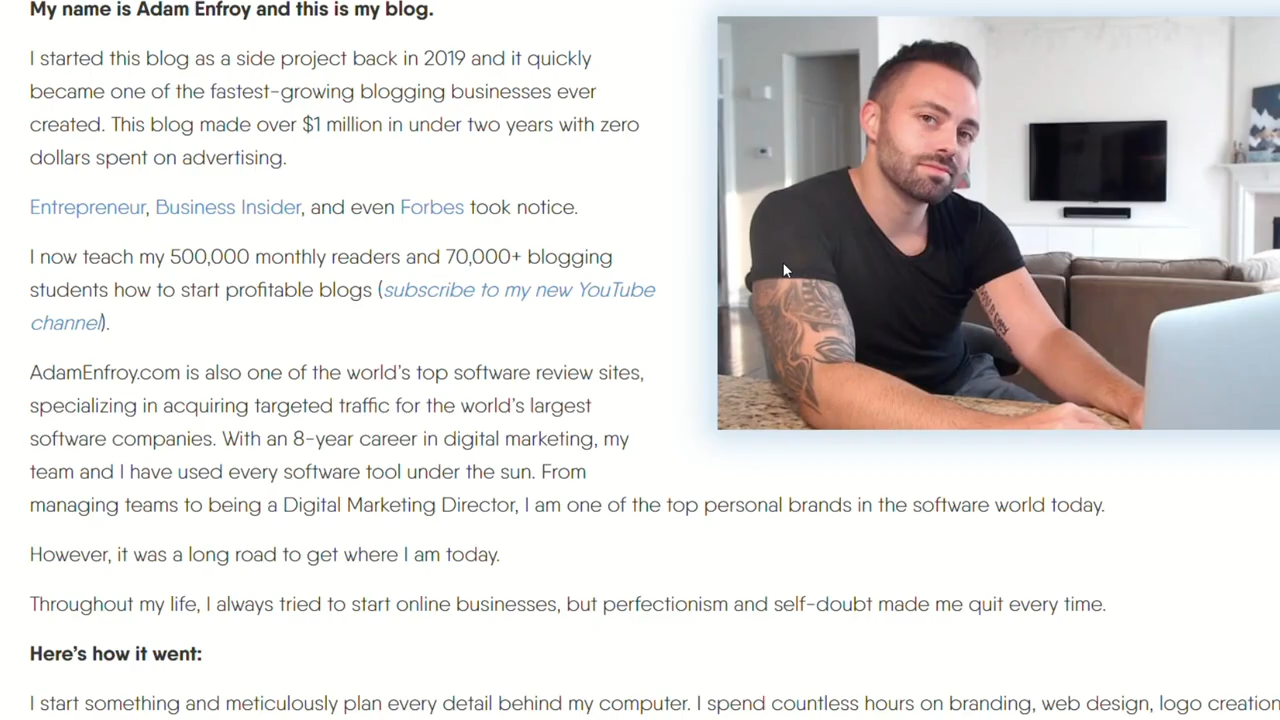 My name is Adam Enfroy and this is my blog.
I started this blog as a side project back in 2019 and it quickly
became one of the fastest-growing blogging businesses ever
created. This blog made over $1 million in under two years with zero
dollars spent on advertising.
Entrepreneur, Business Insider, and even Forbes took notice.
I now teach my 500,000 monthly readers and 70,000+ blogging
students how to start profitable blogs (subscribe to my new YouTube
channel).
AdamEnfroy.com is also one of the world's top software review sites,
specializing in acquiring targeted traffic for the world's largest
software companies. With an 8-year career in digital marketing, my
team and I have used every software tool under the sun. From
managing teams to being a Digital Marketing Director, I am one of the top personal brands in the software world today.
However, it was a long road to get where I am today.
Throughout my life, I always tried to start online businesses, but perfectionism and self-doubt made me quit every time.
Here's how it went:
I start something and meticulously plan every detail behind my computer. I spend countless hours on branding, web design, logo creation